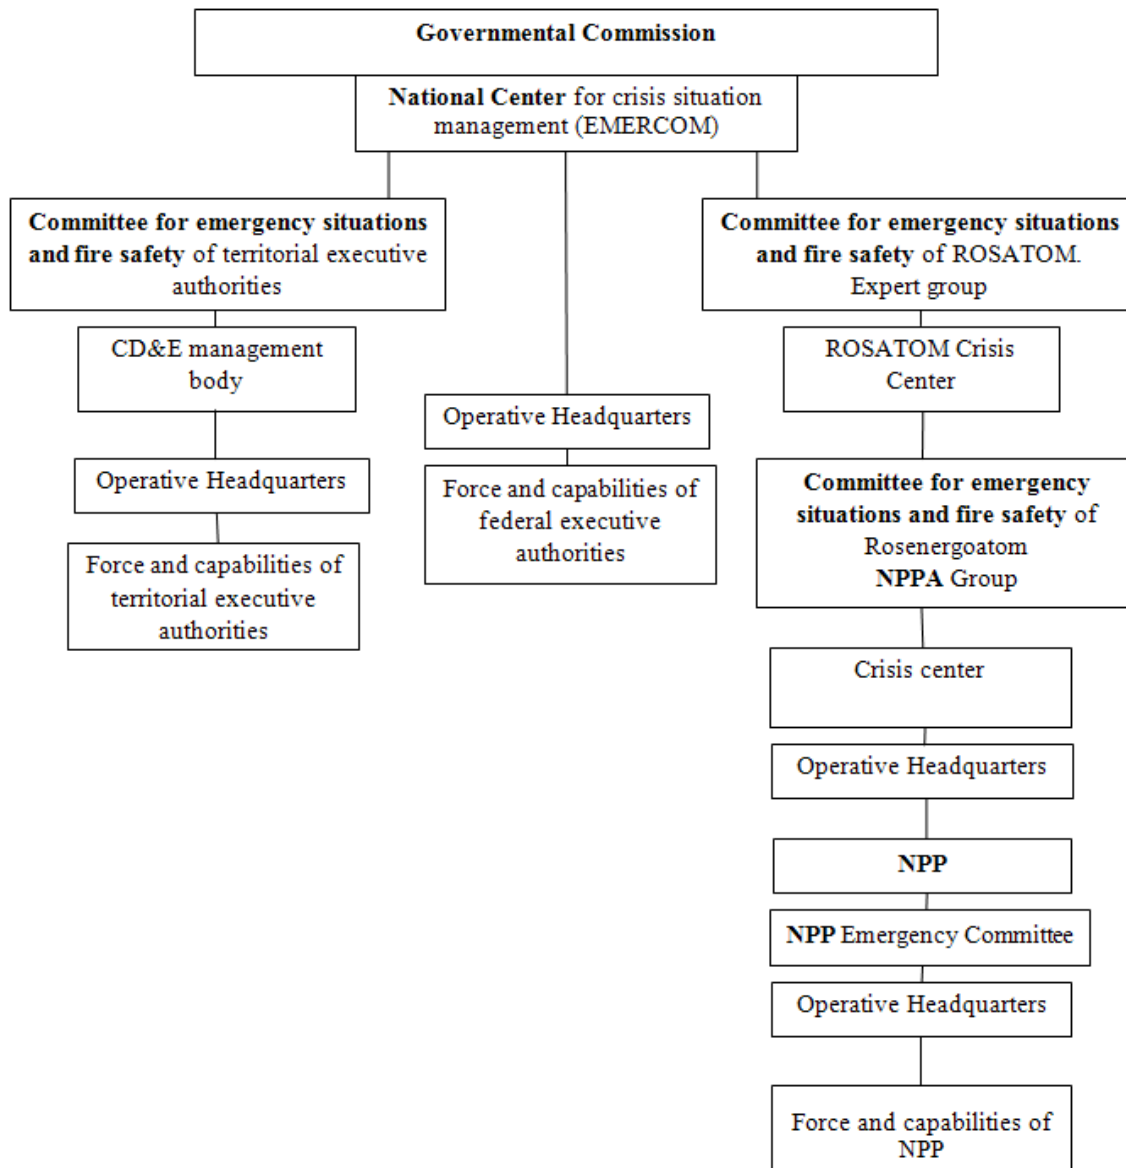 Governmental Commission
National Center for crisis situation
management (EMERCOM)
Committee for emergency situations
and fire safety of territorial executive
authorities
CD&E management
body
Operative Headquarters
Force and capabilities of
territorial executive
authorities
Operative Headquarters
Force and capabilities of
federal executive
authorities
Committee for emergency situations
and fire safety of ROSATOM.
Expert group
ROSATOM Crisis
Center
Committee for emergency
situations and fire safety of
Rosenergoatom
NPPA Group
Crisis center
Operative Headquarters
NPP
NPP Emergency Committee
Operative Headquarters
Force and capabilities of
NPP